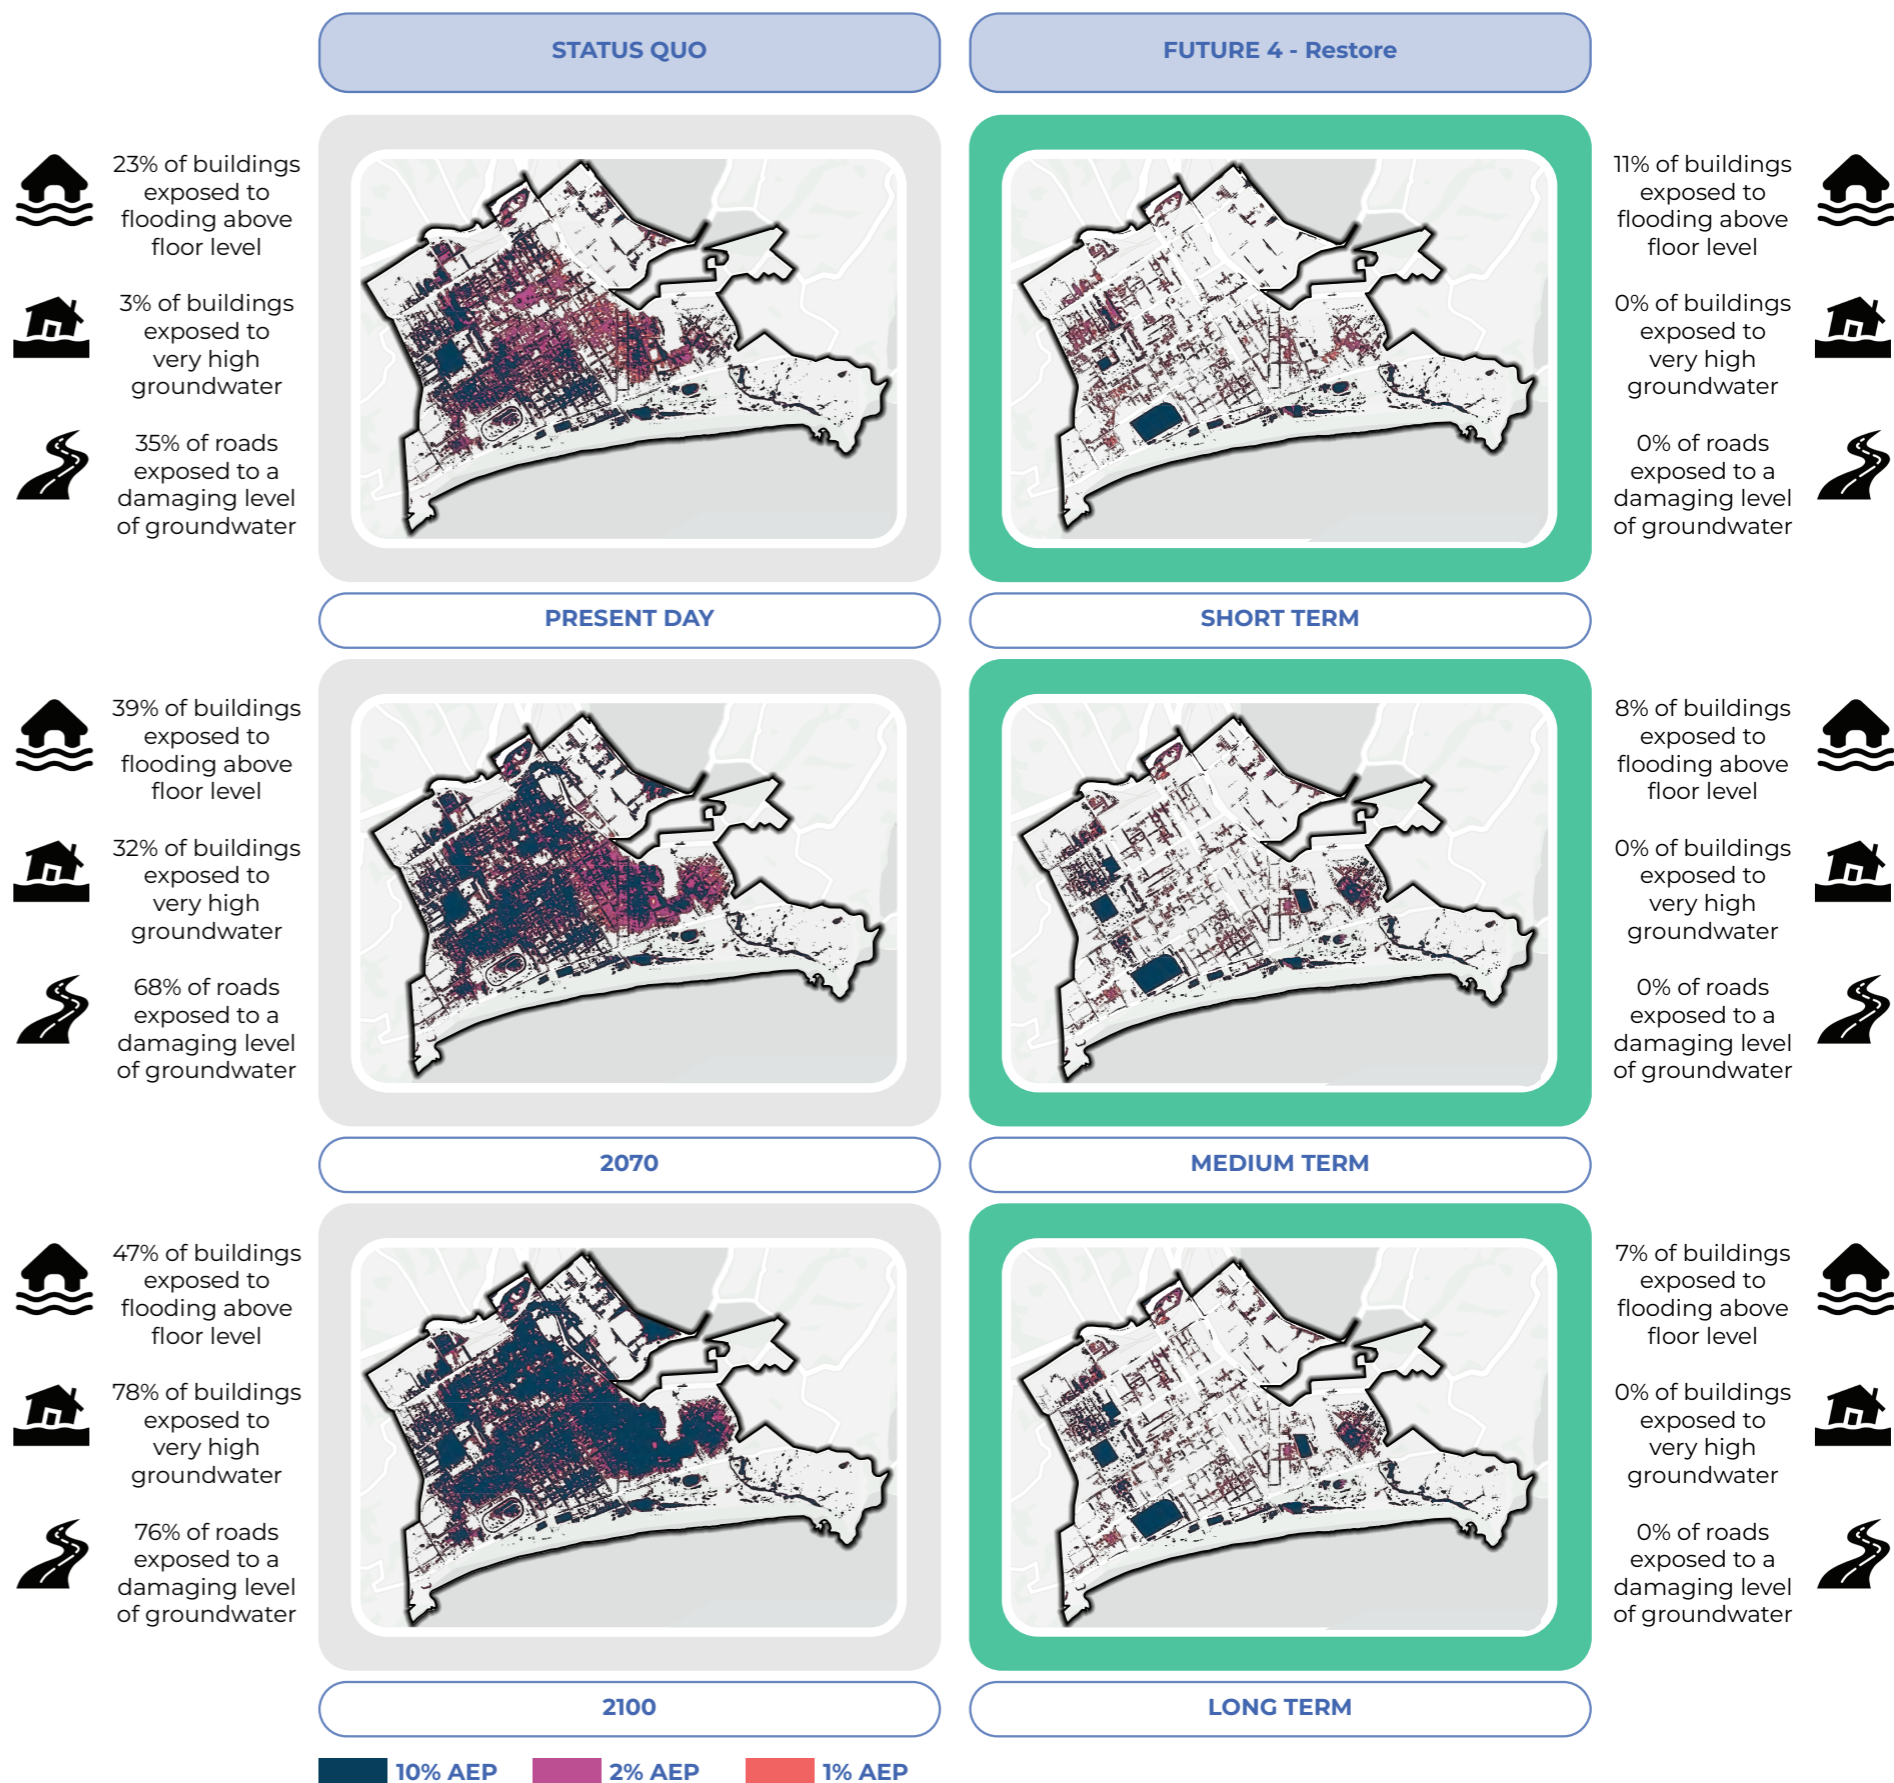 STATUS QUO
FUTURE 4 - Restore
23% of buildings
exposed to
flooding above
floor level
3% of buildings
exposed to
very high
groundwater
35% of roads
exposed to a
damaging level
of groundwater
11% of buildings
exposed to
flooding above
floor level
0% of buildings
exposed to
very high
groundwater
0% of roads
exposed to a
damaging level
of groundwater
PRESENT DAY
SHORT TERM
39% of buildings
exposed to
flooding above
floor level
32% of buildings
exposed to
very high
groundwater
68% of roads
exposed to a
damaging level
of groundwater
8% of buildings
exposed to
flooding above
floor level
0% of buildings
exposed to
very high
groundwater
0% of roads
exposed to a
damaging level
of groundwater
2070
MEDIUM TERM
47% of buildings
exposed to
flooding above
floor level
78% of buildings
exposed to
very high
groundwater
76% of roads
exposed to a
damaging level
of groundwater
7% of buildings
exposed to
flooding above
floor level
0% of buildings
exposed to
very high
groundwater
0% of roads
exposed to a
damaging level
of groundwater
2100
LONG TERM
10% AEP
2% AEP
1% AEP